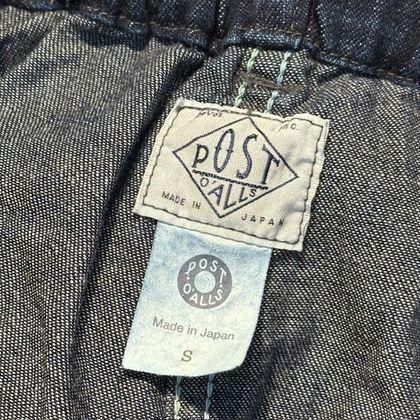 POST
O'ALLS
MADE IN JAPAN
POST
O'ALLS
Made in Japan
S